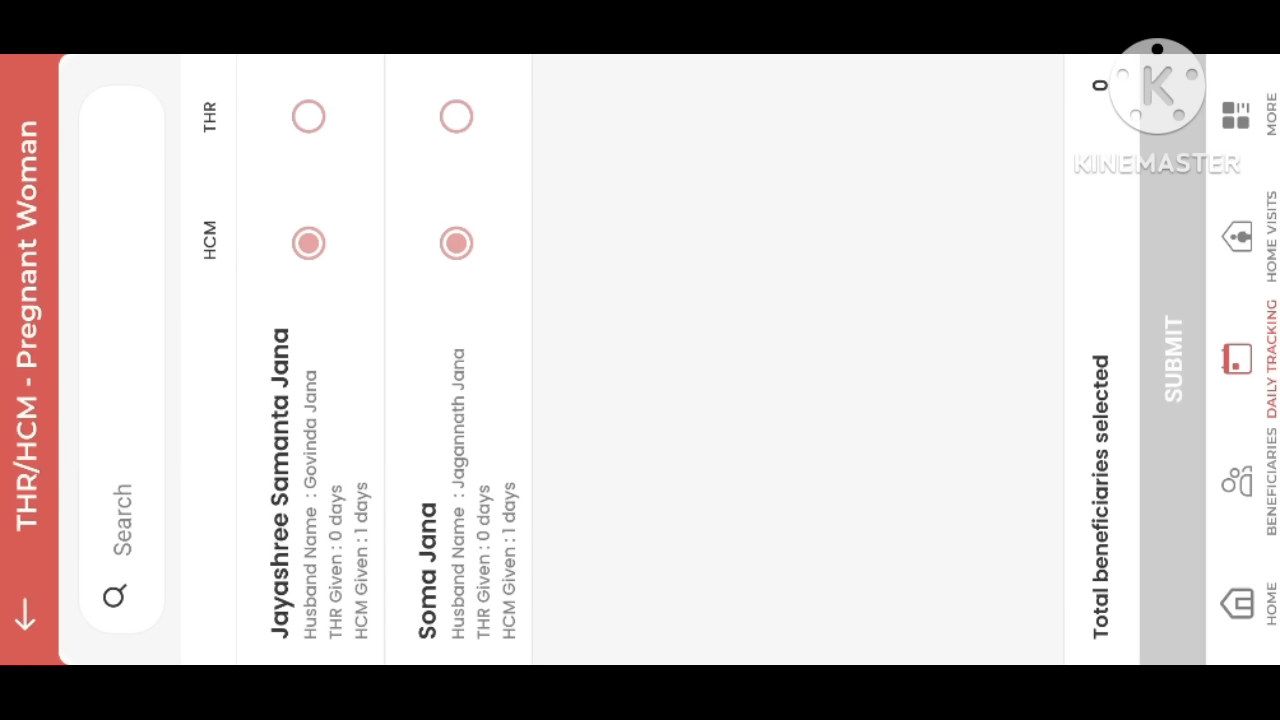 THR/HCM - Pregnant Woman
Search
HCM THR
Jayashree Samanta Jana
Husband Name : Govinda Jana
THR Given : 0 days
HCM Given : 1 days
Soma Jana
Husband Name : Jagannath Jana
THR Given : 0 days
HCM Given : 1 days
Total beneficiaries selected 0
SUBMIT
HOME BENEFICIARIES DAILY TRACKING HOME VISITS MORE
K
KINEMASTER